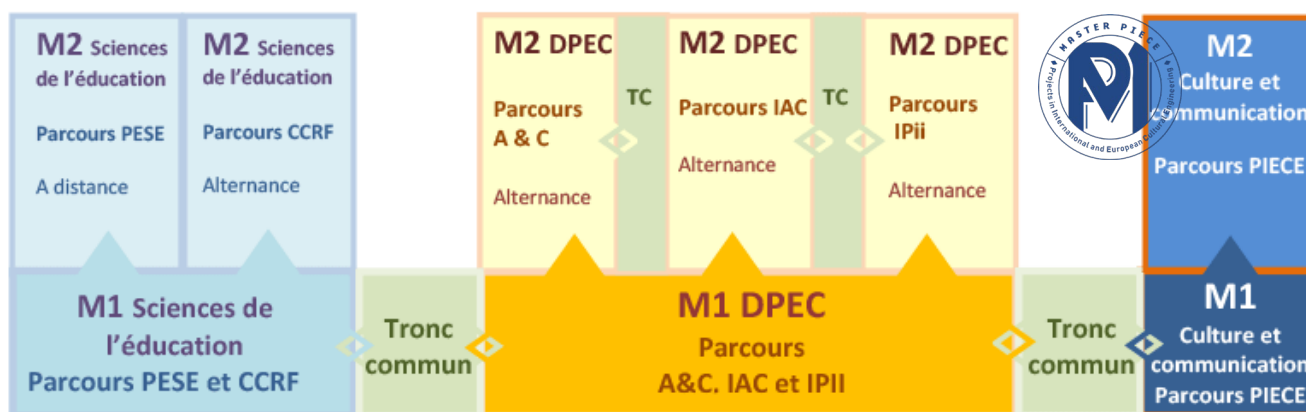 M2 Sciences
de l'éducation
Parcours PESE
A distance
M2 Sciences
de l'éducation
Parcours CCRF
Alternance
M2 DPEC
Parcours
A & C
Alternance
TC
M2 DPEC
Parcours IAC
Alternance
TC
M2 DPEC
Parcours
IPii
Alternance
MASTER PIECE
Projects in International and European Cultural Engineering
M2
Culture et
communication
Parcours PIECE
M1 Sciences de
l'éducation
Parcours PESE et CCRF
Tronc
commun
M1 DPEC
Parcours
A&C. IAC et IPII
Tronc
commun
M1
Culture et
communication
Parcours PIECE